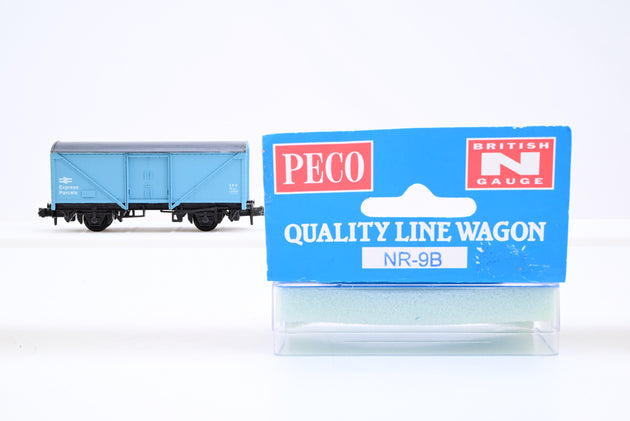 Express
Parcels
PECO
BRITISH
N
GAUGE
QUALITY LINE WAGON
NR-9B